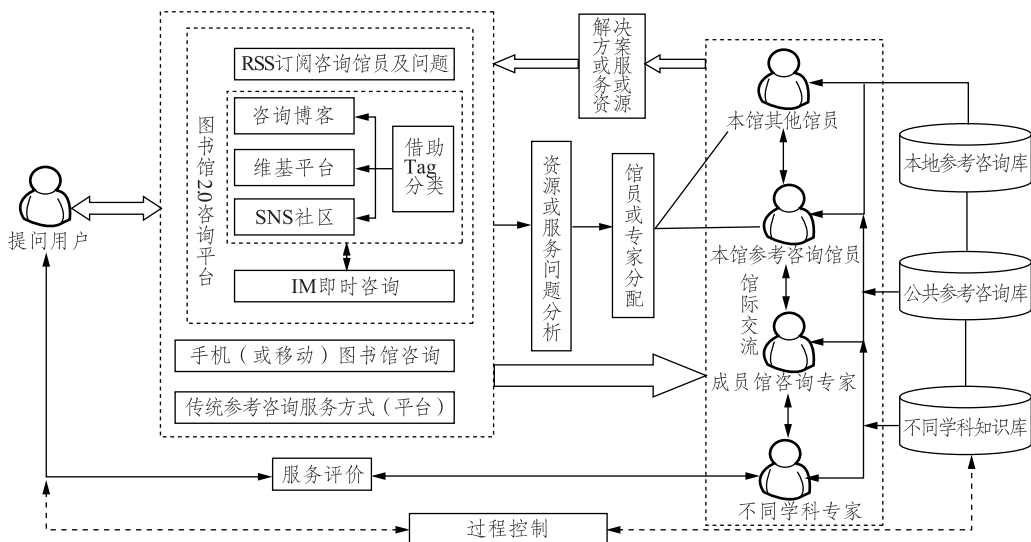 提问用户
图书馆2.0咨询平台
RSS订阅咨询馆员及问题
咨询博客
维基平台
SNS社区
借助
Tag
分类
IM即时咨询
手机（或移动）图书馆咨询
传统参考咨询服务方式（平台）
解决
方案
或服
务或
资源
资源或服务问题分析
馆员或专家分配
本馆其他馆员
本馆参考咨询馆员
馆际交流
成员馆咨询专家
不同学科专家
本地参考咨询库
公共参考咨询库
不同学科知识库
服务评价
过程控制